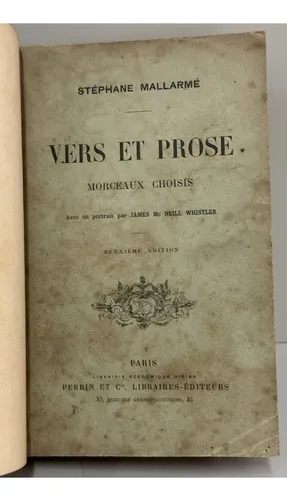 STÉPHANE MALLARMÉ
VERS ET PROSE
MORCEAUX CHOISIS
Avec un portrait par JAMES Mc NEILL WHISTLER
DEUXIÈME ÉDITION
PARIS
LIBRAIRIE ACADÉMIQUE DIDIER
PERRIN ET Cie, LIBRAIRES-ÉDITEURS
35, QUAI DES GRANDS-AUGUSTINS, 35